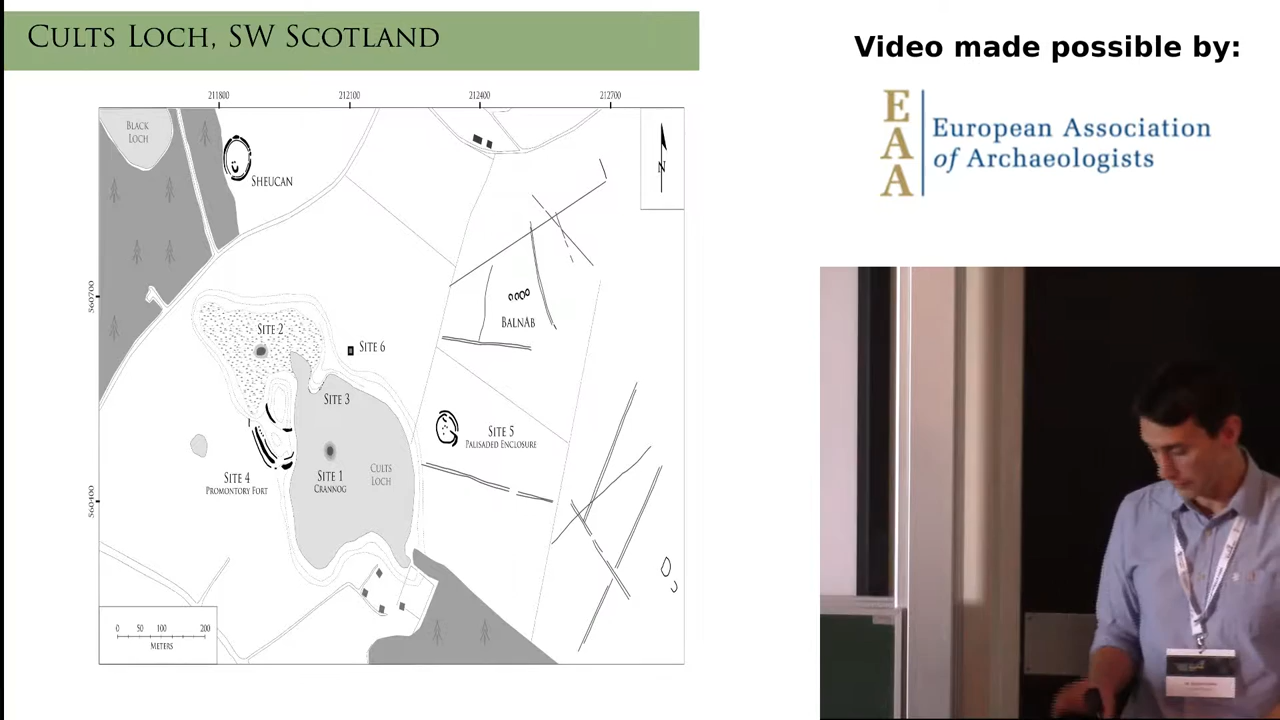 CULTS LOCH, SW SCOTLAND
Video made possible by:
EAA
European Association
of Archaeologists
211800
212100
212400
212700
BLACK
LOCH
N
SHEUCAN
560700
SITE 2
BALNAB
SITE 6
SITE 3
SITE 5
PALISADED ENCLOSURE
SITE 4
PROMONTORY FORT
SITE 1
CRANNOG
CULTS
LOCH
560400
0 50 100 200
METERS